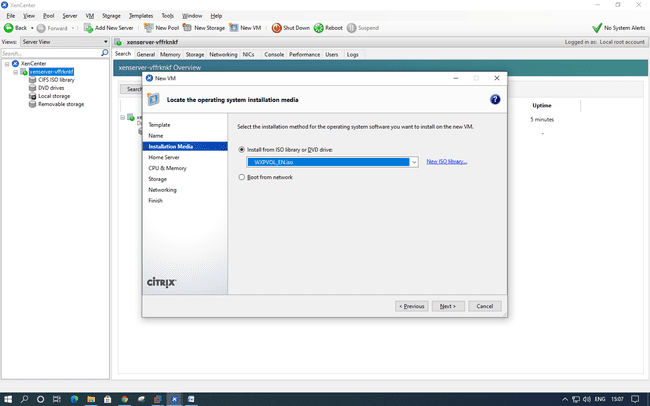 XenCenter
File View Pool Server VM Storage Templates Tools Window Help
Back Forward Add New Server New Pool New Storage New VM Shut Down Reboot Suspend No System Alerts
Views: Server View xenserver-vffrknkf Logged in as: Local root account
Search...
Search General Memory Storage Networking NICs Console Performance Users Logs
XenCenter
xenserver-vffrknkf
CIFS ISO library
DVD drives
Local storage
Removable storage
xenserver-vffrknkf Overview
Uptime
5 minutes
-
New VM
Locate the operating system installation media
?
Template
Name
Installation Media
Home Server
CPU & Memory
Storage
Networking
Finish
CITRIX
Select the installation method for the operating system software you want to install on the new VM.
Install from ISO library or DVD drive:
WXPVOL_EN.iso
New ISO library...
Boot from network
< Previous Next > Cancel
ENG 15:07